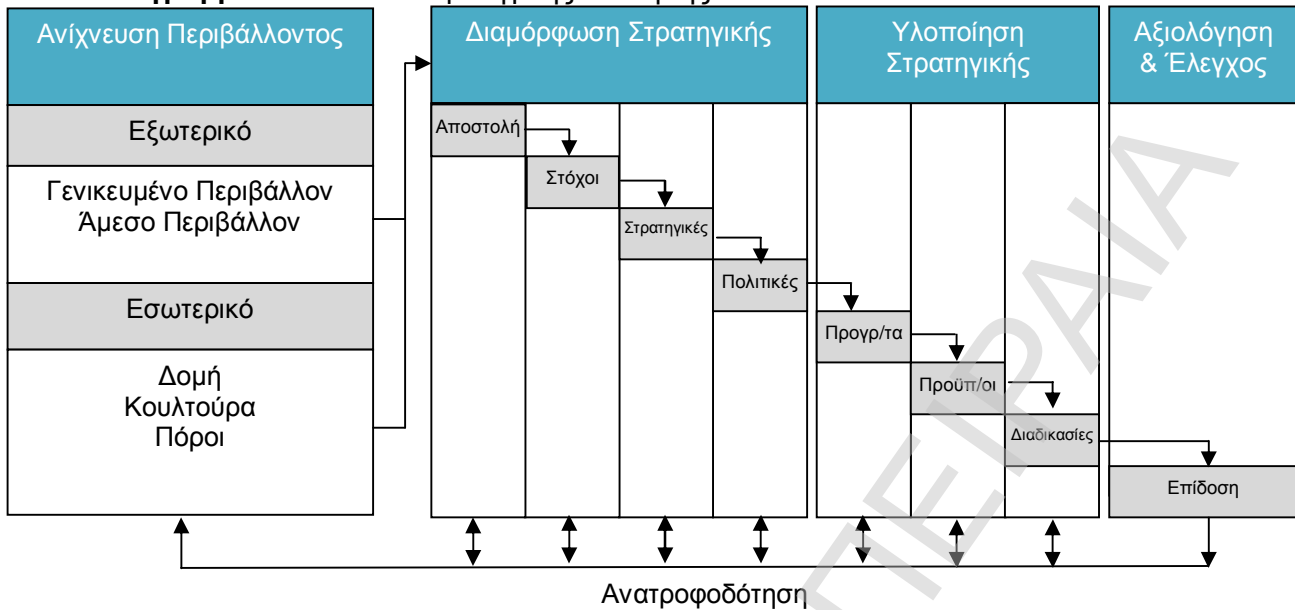 Ανίχνευση Περιβάλλοντος
Εξωτερικό
Γενικευμένο Περιβάλλον
Άμεσο Περιβάλλον
Εσωτερικό
Δομή
Κουλτούρα
Πόροι
Διαμόρφωση Στρατηγικής
Αποστολή
Στόχοι
Στρατηγικές
Πολιτικές
Υλοποίηση
Στρατηγικής
Προγρ/τα
Προϋπ/οι
Διαδικασίες
Αξιολόγηση
& Έλεγχος
Επίδοση
Ανατροφοδότηση
ΠΕΙΡΑΙΑ